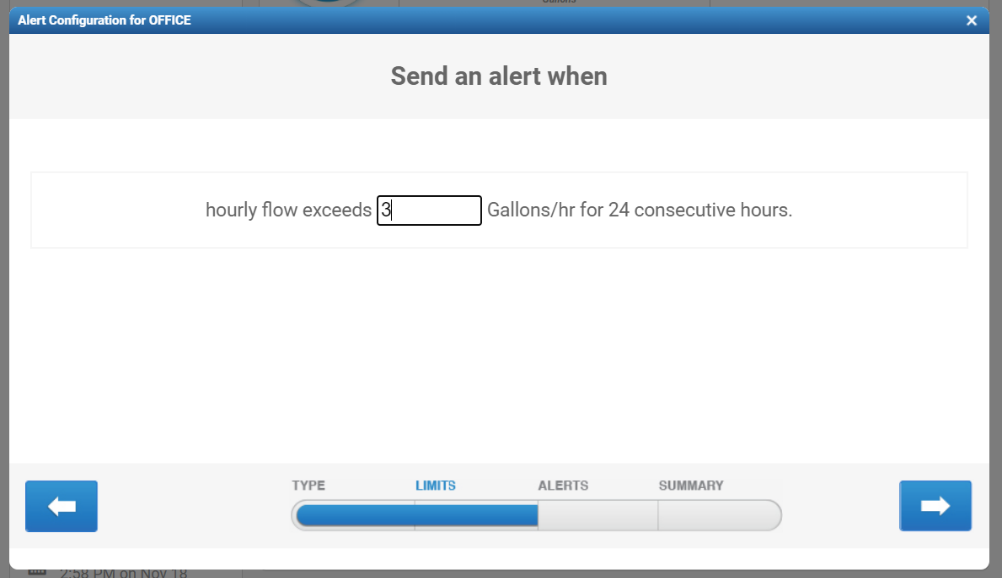 Gallons
Alert Configuration for OFFICE
Send an alert when
hourly flow exceeds 3 Gallons/hr for 24 consecutive hours.
TYPE LIMITS ALERTS SUMMARY
2:58 PM on Nov 18